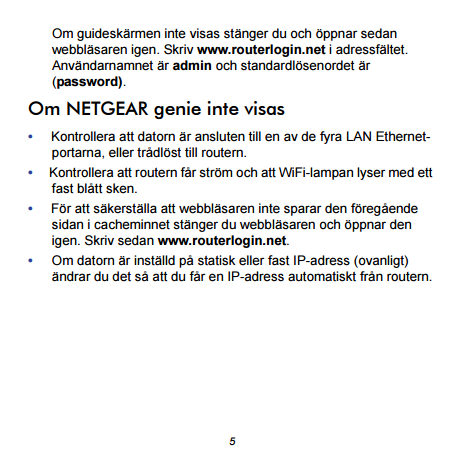 Om guideskärmen inte visas stänger du och öppnar sedan
webbläsaren igen. Skriv www.routerlogin.net i adressfältet.
Användarnamnet är admin och standardlösenordet är
(password).
Om NETGEAR genie inte visas
• Kontrollera att datorn är ansluten till en av de fyra LAN Ethernet-
portarna, eller trådlöst till routern.
• Kontrollera att routern får ström och att WiFi-lampan lyser med ett
fast blått sken.
• För att säkerställa att webbläsaren inte sparar den föregående
sidan i cacheminnet stänger du webbläsaren och öppnar den
igen. Skriv sedan www.routerlogin.net.
• Om datorn är inställd på statisk eller fast IP-adress (ovanligt)
ändrar du det så att du får en IP-adress automatiskt från routern.
5